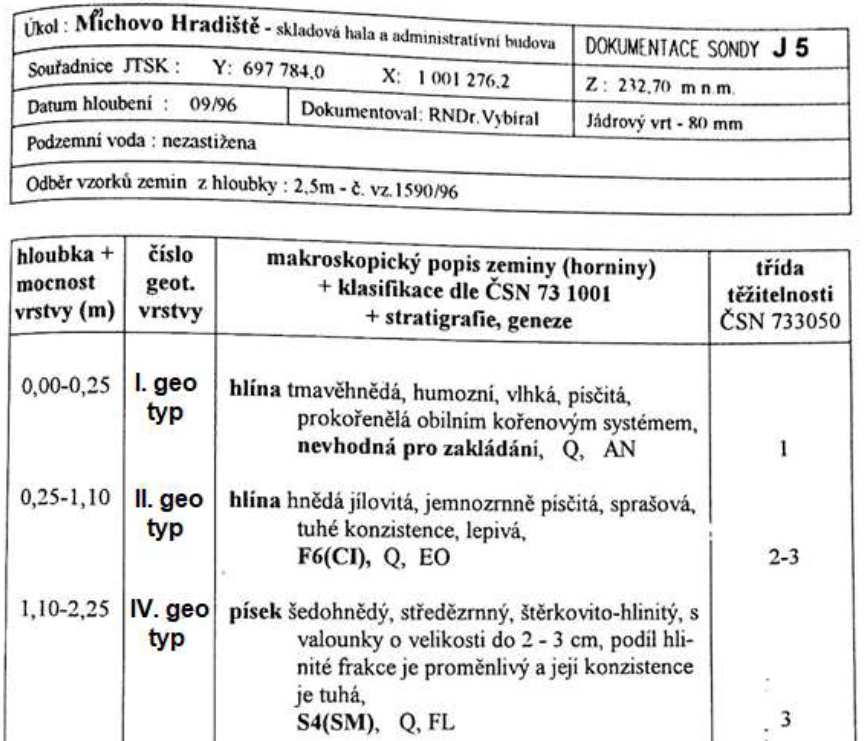 Úkol : Michovo Hradiště - skladová hala a administratívní budova
DOKUMENTACE SONDY J 5
Souřadnice JTSK : Y: 697 784,0 X: 1 001 276,2
Z : 232,70 m n.m.
Datum hloubení : 09/96
Dokumentoval: RNDr.Vybíral
Jádrový vrt - 80 mm
Podzemní voda : nezastižena
Odběr vzorků zemin z hloubky : 2,5m - č. vz.1590/96
hloubka +
mocnost
vrstvy (m)
číslo
geot.
vrstvy
makroskopický popis zeminy (horniny)
+ klasifikace dle ČSN 73 1001
+ stratigrafie, geneze
třída
těžitelnosti
ČSN 733050
0,00-0,25
I. geo
typ
hlína tmavěhnědá, humozní, vlhká, písčitá,
prokořenělá obilním kořenovým systémem,
nevhodná pro zakládání, Q, AN
1
0,25-1,10
II. geo
typ
hlína hnědá jílovitá, jemnozrnně písčitá, sprašová,
tuhé konzistence, lepivá,
F6(CI), Q, EO
2-3
1,10-2,25
IV. geo
typ
písek šedohnědý, středězrnný, štěrkovito-hlinitý, s
valounky o velikosti do 2 - 3 cm, podíl hli-
nité frakce je proměnlivý a její konzistence
je tuhá,
S4(SM), Q, FL
3